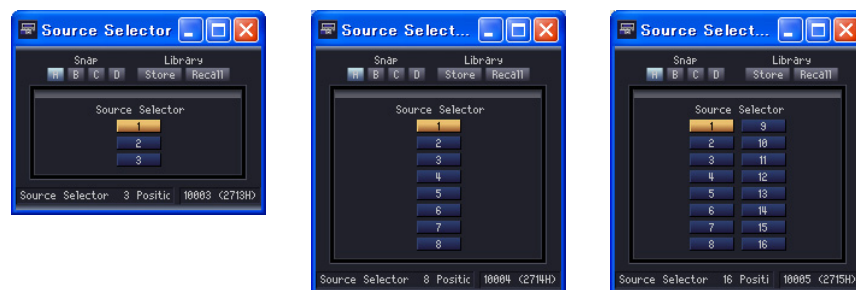 Source Selector
Snap Library
A B C D Store Recall
Source Selector
1
2
3
Source Selector 3 Positic 10003 (2713H)
Source Select...
Snap Library
A B C D Store Recall
Source Selector
1
2
3
4
5
6
7
8
Source Selector 8 Positic 10004 (2714H)
Source Select...
Snap Library
A B C D Store Recall
Source Selector
1 9
2 10
3 11
4 12
5 13
6 14
7 15
8 16
Source Selector 16 Positi 10005 (2715H)